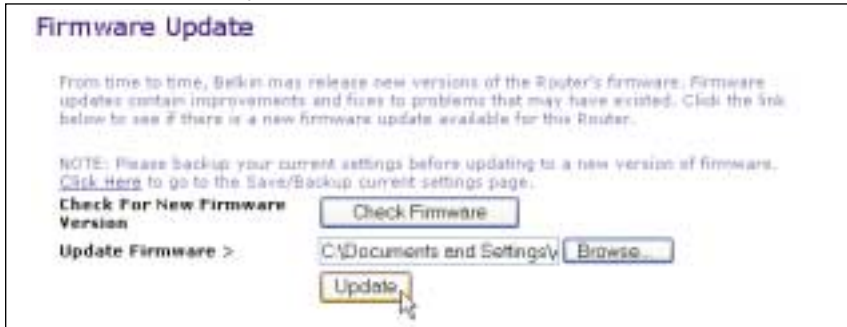 Firmware Update
From time to time, Belkin may release new versions of the Router's firmware. Firmware
updates contain improvements and fixes to problems that may have existed. Click the link
below to see if there is a new firmware update available for this Router.
NOTE: Please backup your current settings before updating to a new version of firmware.
Click Here to go to the Save/Backup current settings page.
Check For New Firmware
Version
Check Firmware
Update Firmware >
C:\Documents and Settings\
Browse...
Update